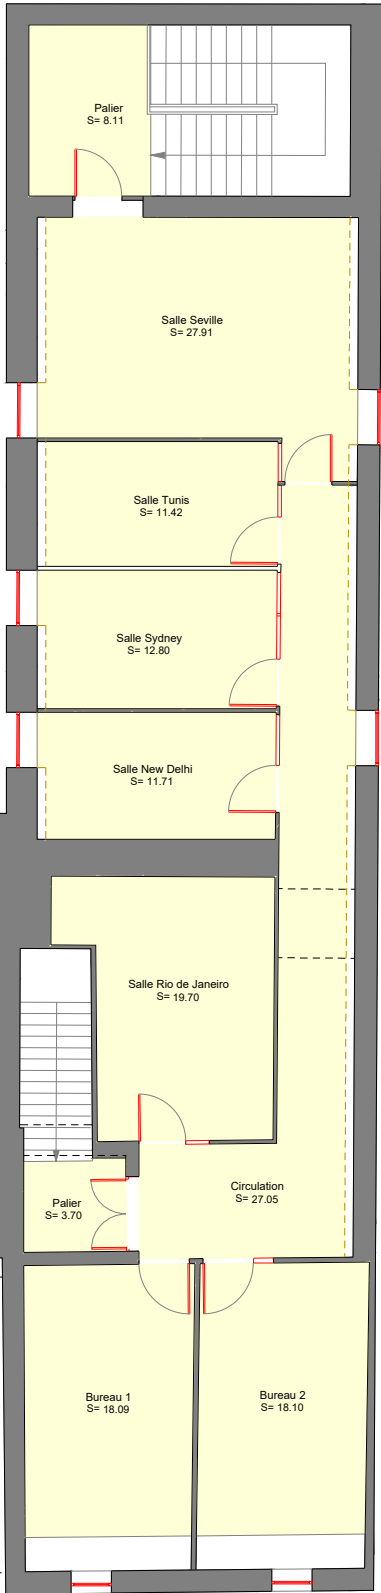 Palier
S= 8.11
Salle Seville
S= 27.91
Salle Tunis
S= 11.42
Salle Sydney
S= 12.80
Salle New Delhi
S= 11.71
Salle Rio de Janeiro
S= 19.70
Circulation
S= 27.05
Palier
S= 3.70
Bureau 1
S= 18.09
Bureau 2
S= 18.10